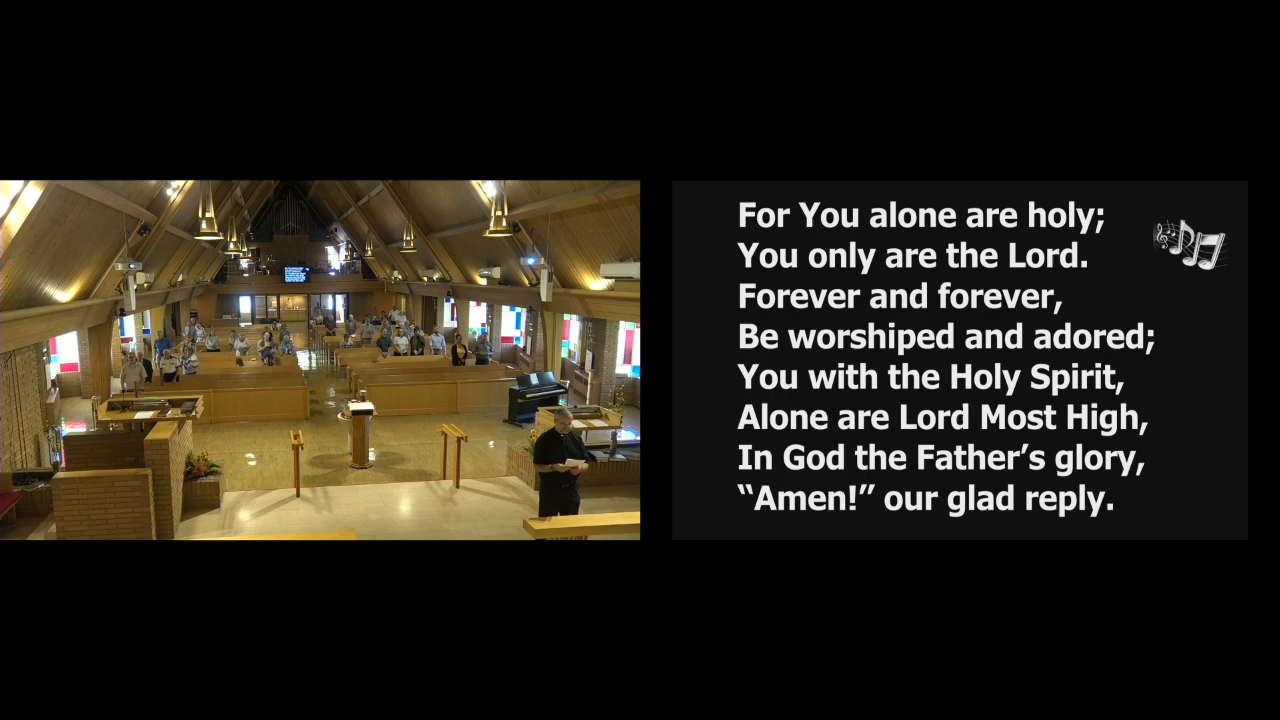 For You alone are holy;
You only are the Lord.
Forever and forever,
Be worshiped and adored;
You with the Holy Spirit,
Alone are Lord Most High,
In God the Father’s glory,
“Amen!” our glad reply.